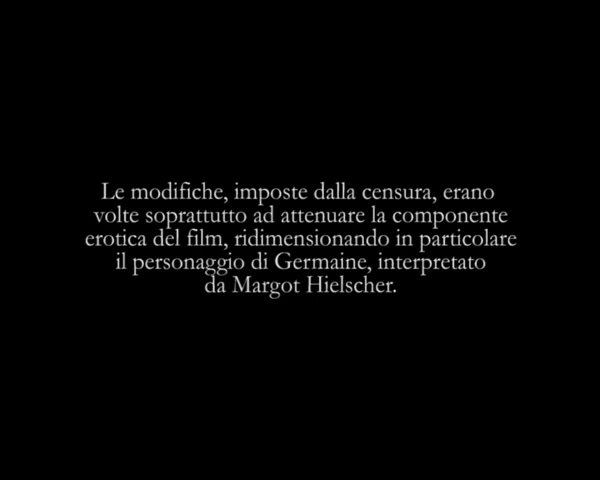 Le modifiche, imposte dalla censura, erano
volte soprattutto ad attenuare la componente
erotica del film, ridimensionando in particolare
il personaggio di Germaine, interpretato
da Margot Hielscher.